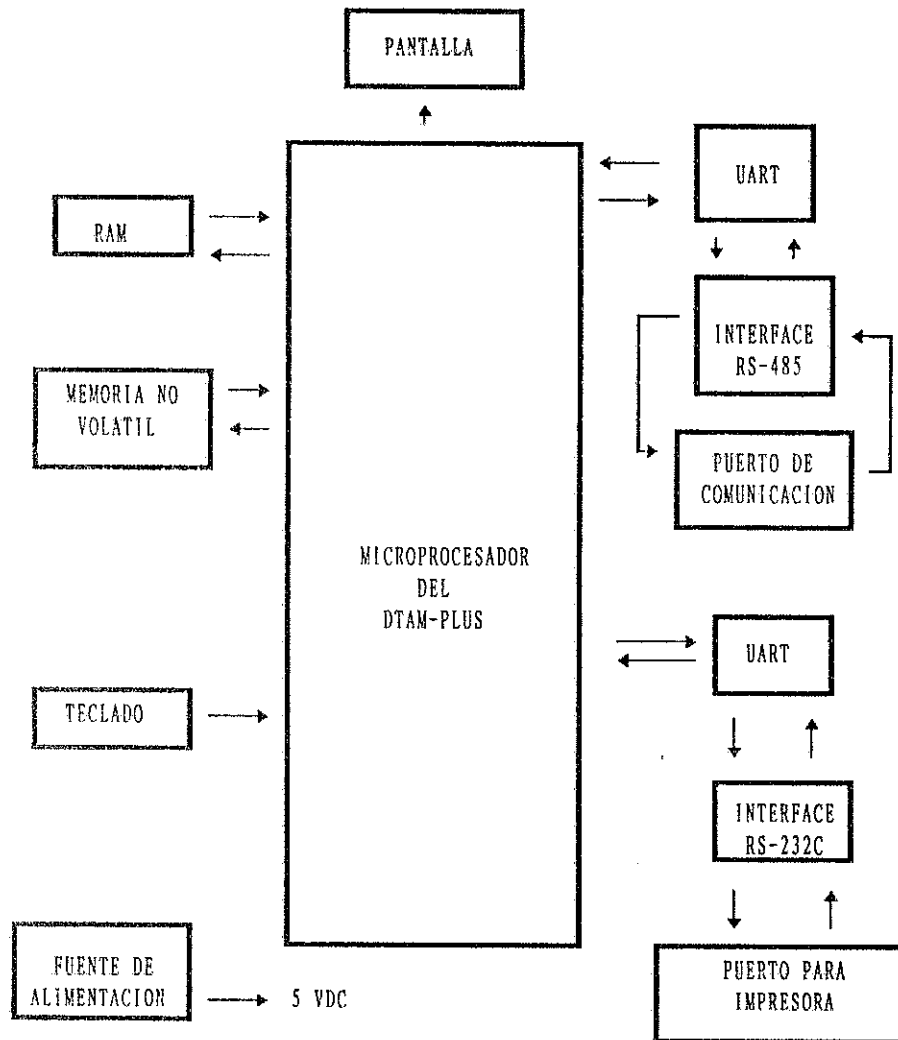 PANTALLA
UART
RAM
INTERFACE
RS-485
MEMORIA NO
VOLATIL
PUERTO DE
COMUNICACION
MICROPROCESADOR
DEL
DTAM-PLUS
UART
TECLADO
INTERFACE
RS-232C
FUENTE DE
ALIMENTACION
5 VDC
PUERTO PARA
IMPRESORA